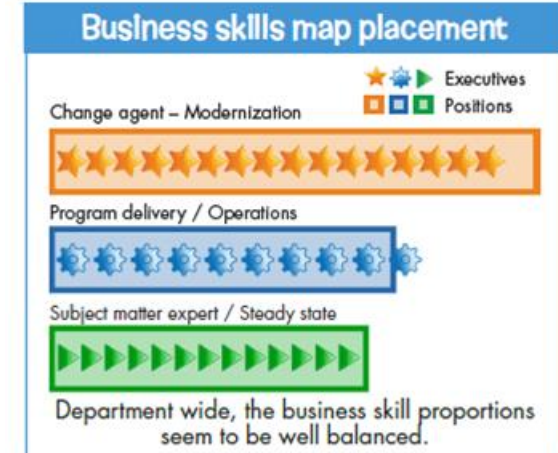 Business skills map placement
Executives
Positions
Change agent – Modernization
Program delivery / Operations
Subject matter expert / Steady state
Department wide, the business skill proportions
seem to be well balanced.